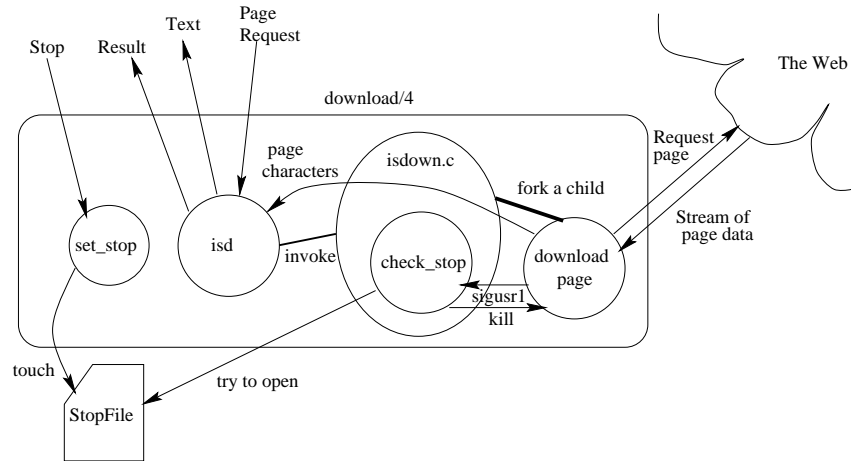 Page
Request
Text
Stop
Result
The Web
download/4
Request
page
page
characters
isdown.c
fork a child
Stream of
page data
set_stop
isd
invoke
check_stop
download
page
sigusr1
kill
touch
try to open
StopFile